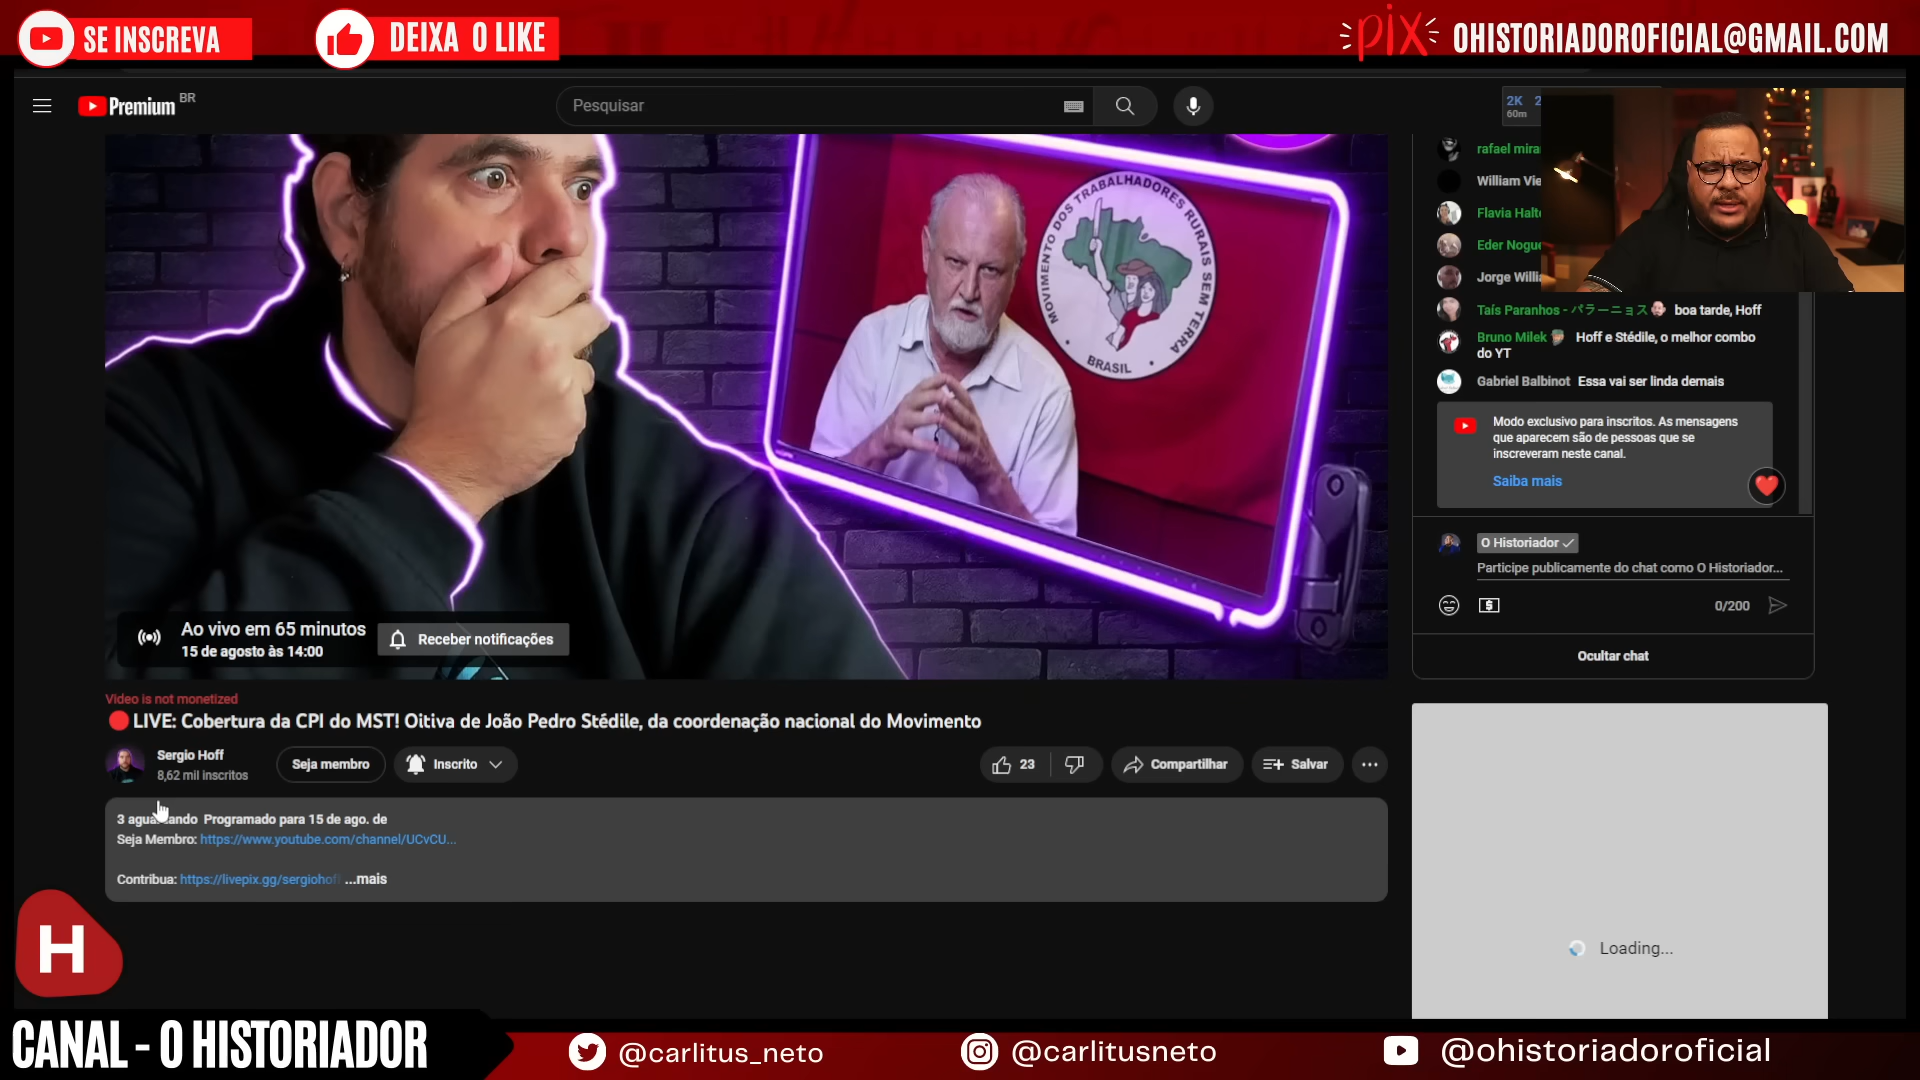 SE INSCREVA
DEIXA O LIKE
PIX
OHISTORIADOROFICIAL@GMAIL.COM
Premium BR
Pesquisar
2K 2
60m
rafael mira
William Vie
Flavia Halt
Eder Nogue
Jorge Willi
Taís Paranhos - パラーニョス boa tarde, Hoff
Bruno Milek Hoff e Stédile, o melhor combo
do YT
Gabriel Balbinot Essa vai ser linda demais
Modo exclusivo para inscritos. As mensagens
que aparecem são de pessoas que se
inscreveram neste canal.
Saiba mais
O Historiador
Participe publicamente do chat como O Historiador...
0/200
Ocultar chat
MOVIMENTO DOS TRABALHADORES RURAIS SEM TERRA
• BRASIL •
Ao vivo em 65 minutos
15 de agosto às 14:00
Receber notificações
Video is not monetized
LIVE: Cobertura da CPI do MST! Oitiva de João Pedro Stédile, da coordenação nacional do Movimento
Sergio Hoff
8,62 mil inscritos
Seja membro
Inscrito
23
Compartilhar
Salvar
3 aguardando Programado para 15 de ago. de
Seja Membro: https://www.youtube.com/channel/UCvCU...
Contribua: https://livepix.gg/sergiohof ...mais
Loading...
H
CANAL - O HISTORIADOR
@carlitus_neto
@carlitusneto
@ohistoriadoroficial